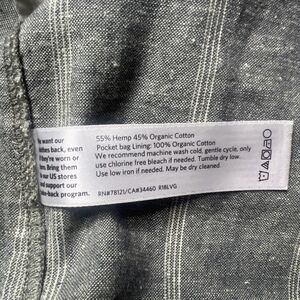 want our
clothes back, even
if they're worn or
Bring them
to our US stores
and support our
take-back program.
55% Hemp 45% Organic Cotton
Pocket bag Lining: 100% Organic Cotton
We recommend machine wash cold, gentle cycle, only
use chlorine free bleach if needed. Tumble dry low.
Use low iron if needed. May be dry cleaned
RN#78121/CA#34460 R18LVG